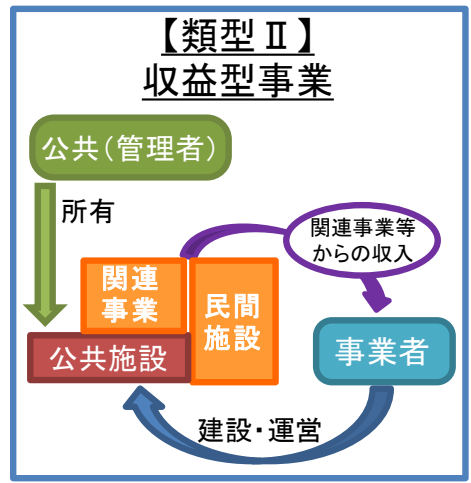 【類型Ⅱ】
収益型事業
公共(管理者)
所有
関連事業等
からの収入
関連
事業
民間
施設
公共施設
事業者
建設・運営